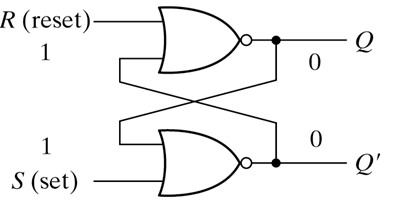 R (reset)
1
Q
0
1
0
S (set)
Q′